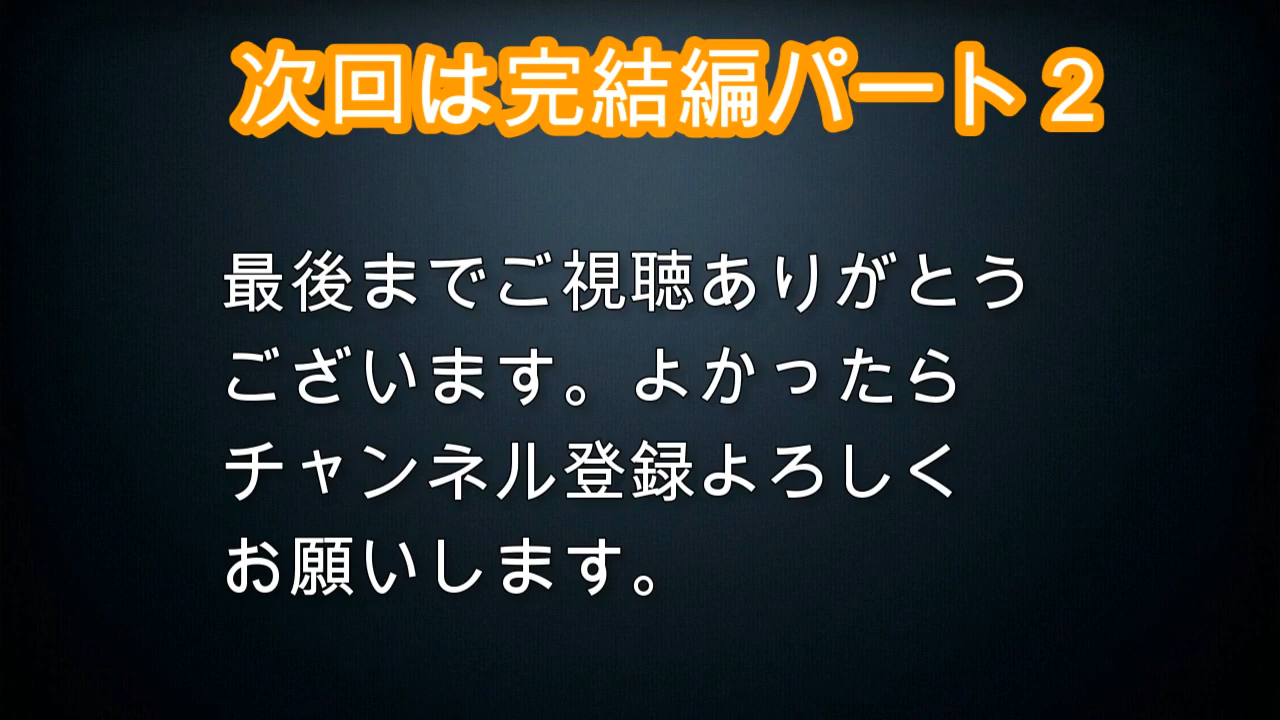 次回は完結編パート２
最後までご視聴ありがとう
ございます。よかったら
チャンネル登録よろしく
お願いします。